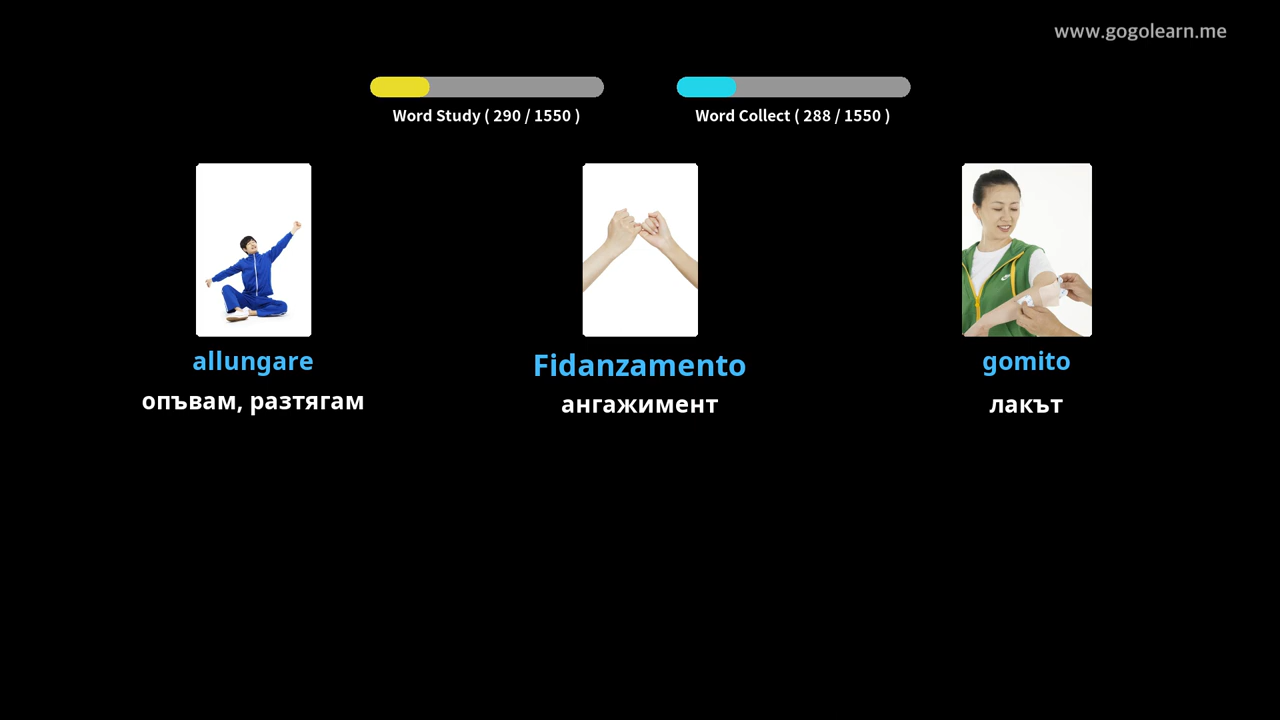 www.gogolearn.me
Word Study ( 290 / 1550 )
Word Collect ( 288 / 1550 )
allungare
Fidanzamento
gomito
опъвам, разтягам
ангажимент
лакът